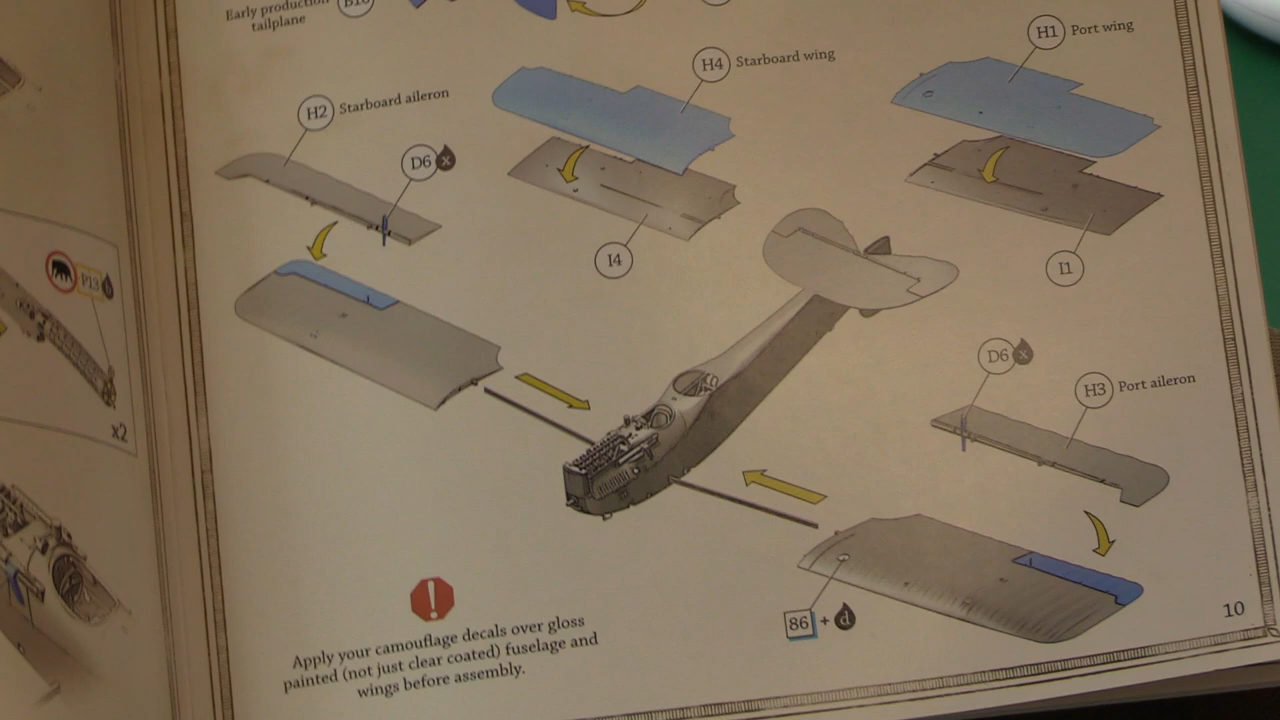 Early production
tailplane
B10
H1 Port wing
H4 Starboard wing
H2 Starboard aileron
D6 x
I4
I1
P13 b
x2
D6 x
H3 Port aileron
86 + d
10
!
Apply your camouflage decals over gloss
painted (not just clear coated) fuselage and
wings before assembly.